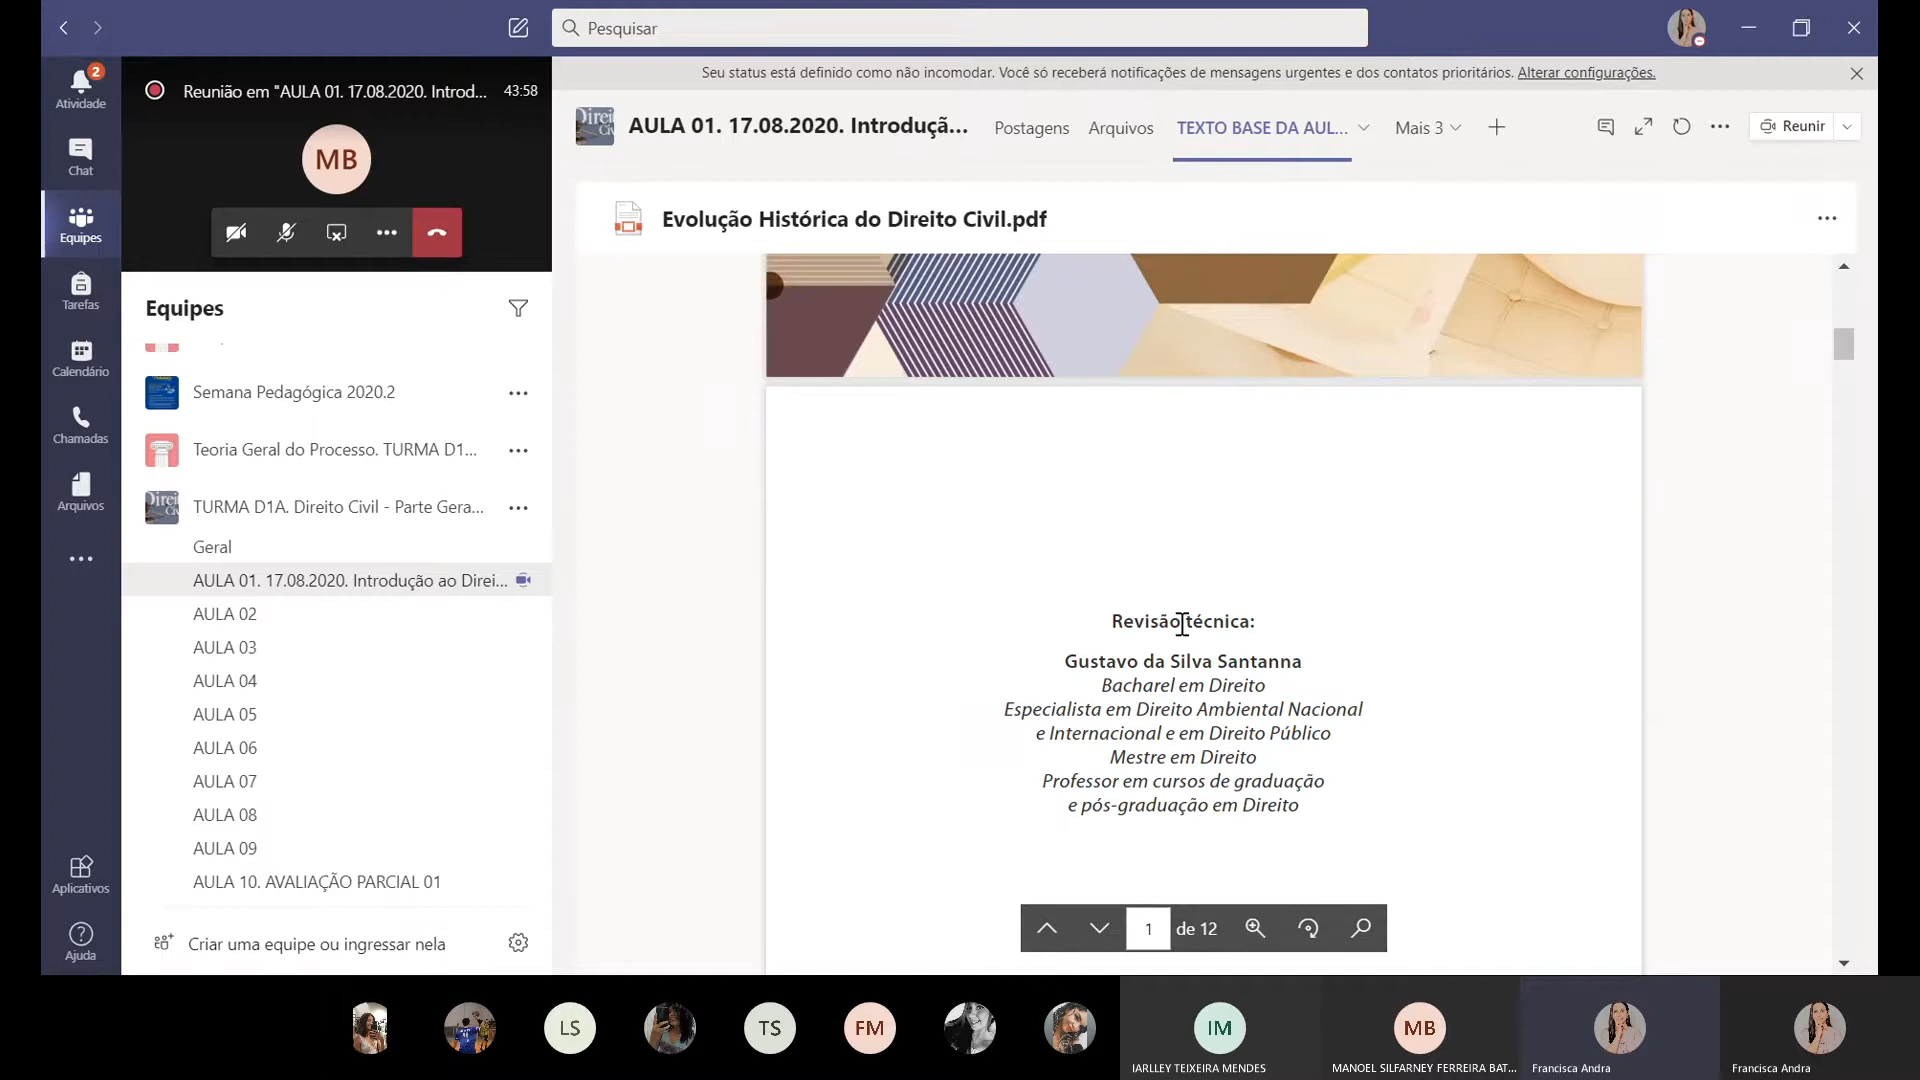 Pesquisar
2
Atividade
Chat
Equipes
Tarefas
Calendário
Chamadas
Arquivos
Aplicativos
Ajuda
Reunião em "AULA 01. 17.08.2020. Introd...
43:58
MB
Equipes
Semana Pedagógica 2020.2
Teoria Geral do Processo. TURMA D1...
TURMA D1A. Direito Civil - Parte Gera...
Geral
AULA 01. 17.08.2020. Introdução ao Direi...
AULA 02
AULA 03
AULA 04
AULA 05
AULA 06
AULA 07
AULA 08
AULA 09
AULA 10. AVALIAÇÃO PARCIAL 01
Criar uma equipe ou ingressar nela
Seu status está definido como não incomodar. Você só receberá notificações de mensagens urgentes e dos contatos prioritários. Alterar configurações.
AULA 01. 17.08.2020. Introduçã...
Postagens
Arquivos
TEXTO BASE DA AUL...
Mais 3
Reunir
Evolução Histórica do Direito Civil.pdf
Revisão técnica:
Gustavo da Silva Santanna
Bacharel em Direito
Especialista em Direito Ambiental Nacional
e Internacional e em Direito Público
Mestre em Direito
Professor em cursos de graduação
e pós-graduação em Direito
1 de 12
LS
TS
FM
IM
MB
IARLLEY TEIXEIRA MENDES
MANOEL SILFARNEY FERREIRA BAT...
Francisca Andra
Francisca Andra